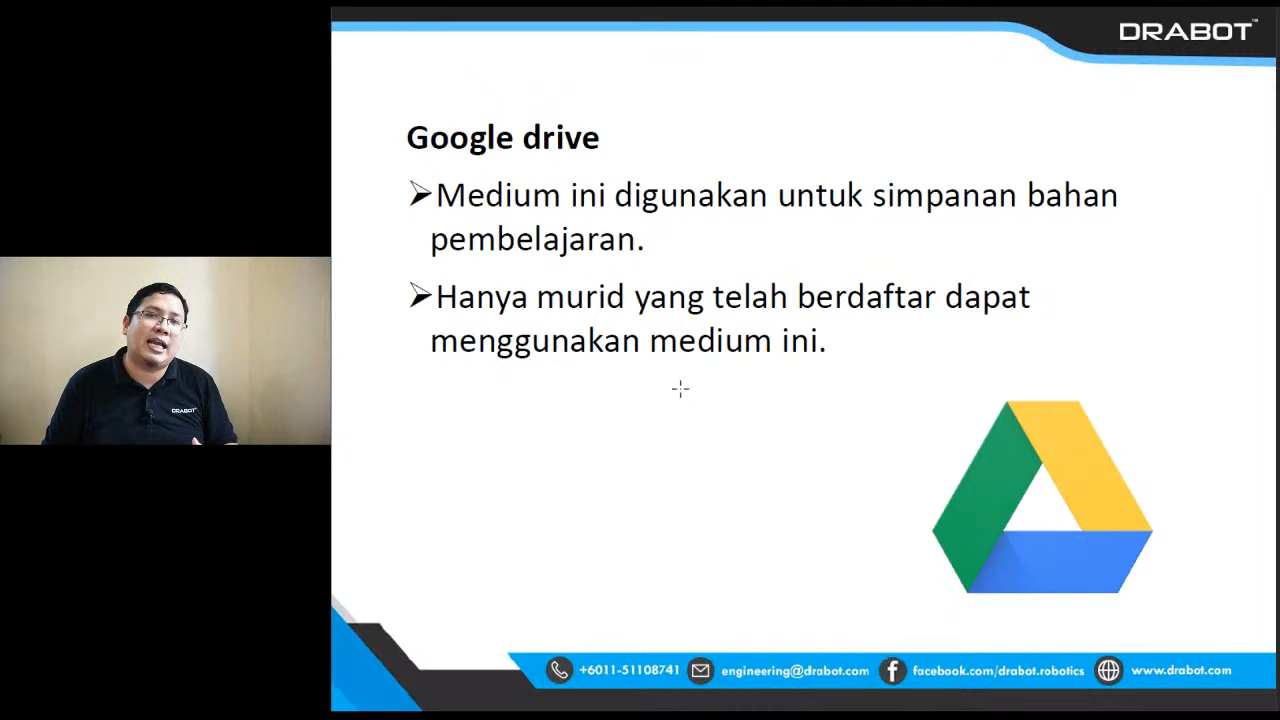 DRABOT™
Google drive
➢Medium ini digunakan untuk simpanan bahan
pembelajaran.
➢Hanya murid yang telah berdaftar dapat
menggunakan medium ini.
DRABOT
+6011-51108741 engineering@drabot.com facebook.com/drabot.robotics www.drabot.com